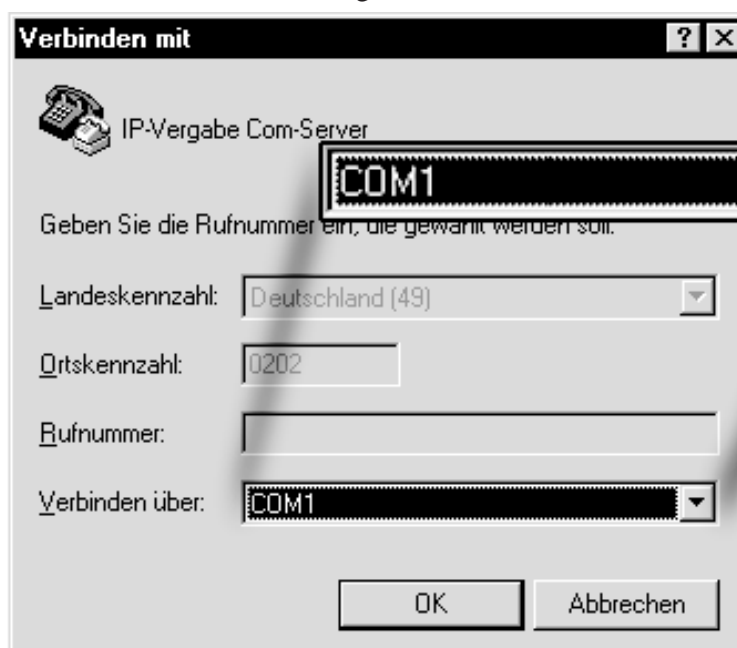 Verbinden mit
IP-Vergabe Com-Server
COM1
Geben Sie die Rufnummer ein, die gewählt werden soll.
Landeskennzahl: Deutschland (49)
Ortskennzahl: 0202
Rufnummer:
Verbinden über: COM1
OK Abbrechen